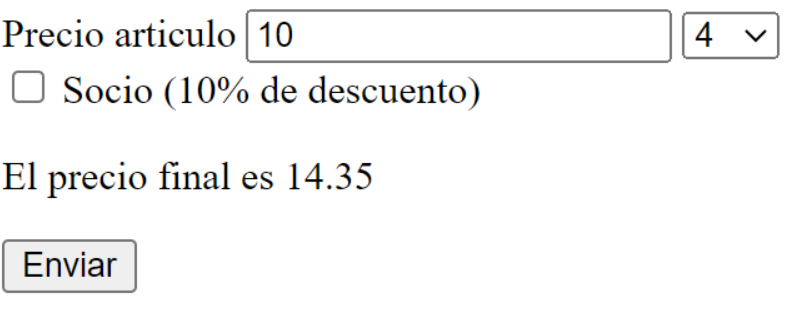 Precio articulo 10 4
Socio (10% de descuento)
El precio final es 14.35
Enviar